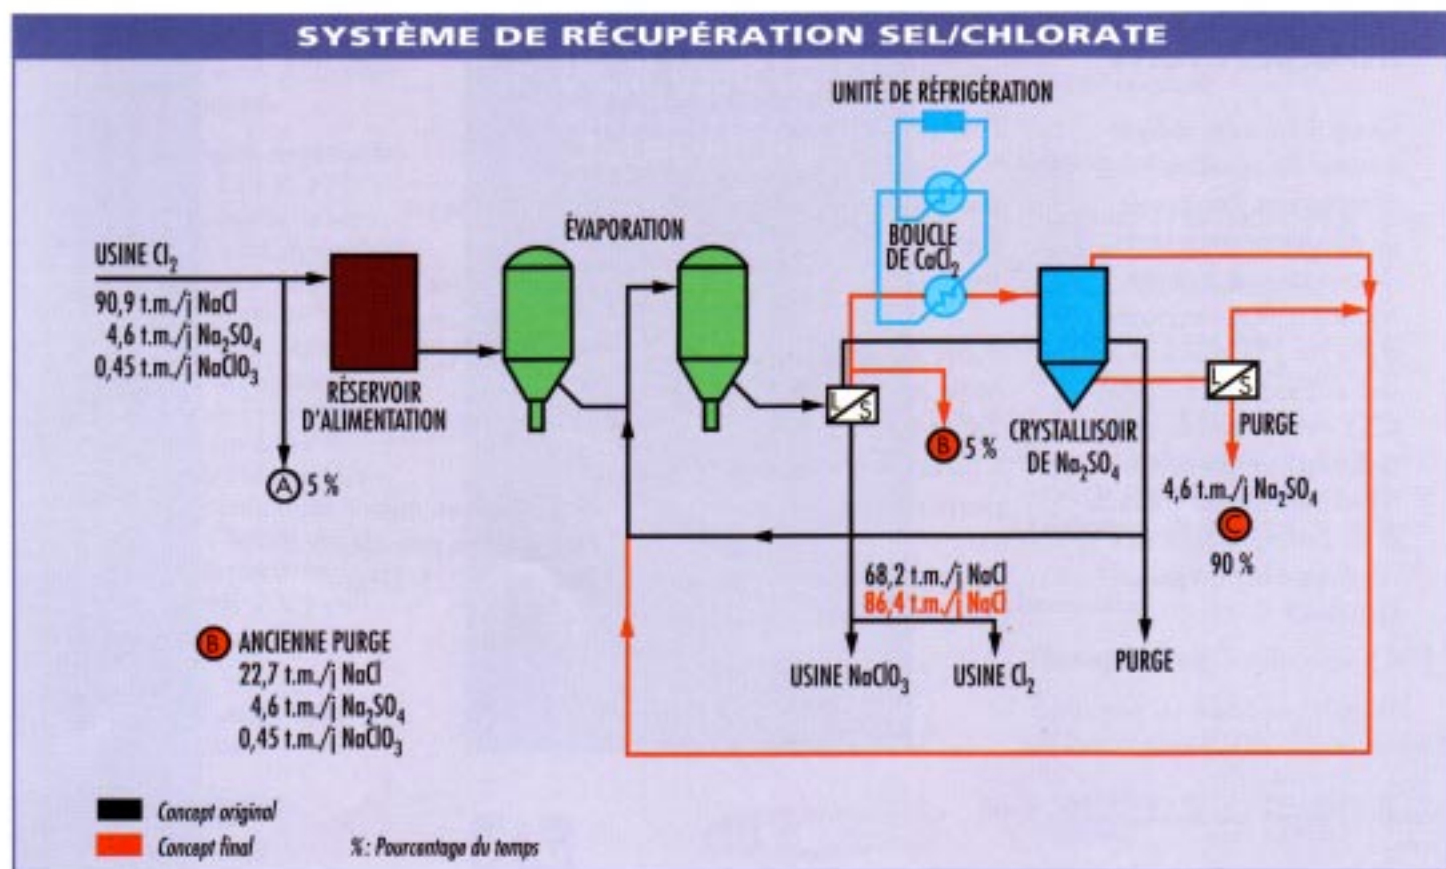 SYSTÈME DE RÉCUPÉRATION SEL/CHLORATE
UNITÉ DE RÉFRIGÉRATION
ÉVAPORATION
BOUCLE
DE CaCl₂
USINE Cl₂
90,9 t.m./j NaCl
4,6 t.m./j Na₂SO₄
0,45 t.m./j NaClO₃
RÉSERVOIR
D'ALIMENTATION
A 5 %
L S
B 5 %
CRYSTALLISOIR
DE Na₂SO₄
L S
PURGE
4,6 t.m./j Na₂SO₄
C
90 %
68,2 t.m./j NaCl
86,4 t.m./j NaCl
USINE NaClO₃
USINE Cl₂
PURGE
B ANCIENNE PURGE
22,7 t.m./j NaCl
4,6 t.m./j Na₂SO₄
0,45 t.m./j NaClO₃
Concept original
Concept final
% : Pourcentage du temps